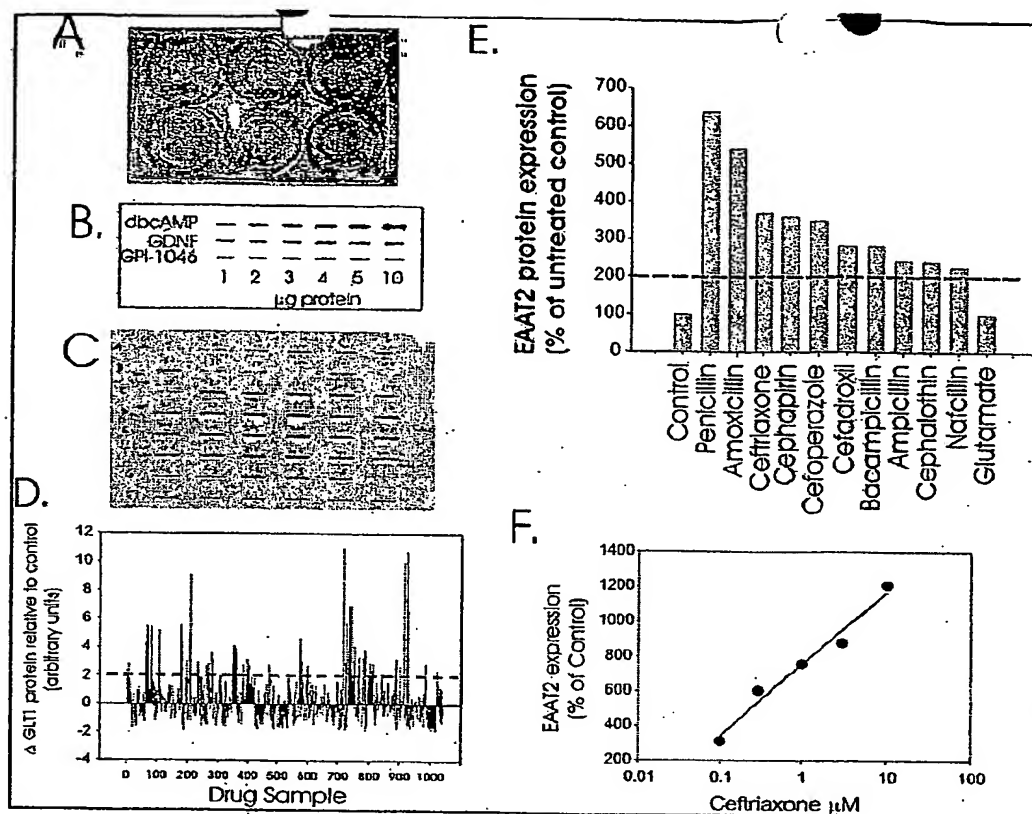 A
B.
dbcAMP
GDNF
GPI-1046
1 2 3 4 5 10
μg protein
C
D.
Δ GLT1 protein relative to control
(arbitrary units)
12
10
8
6
4
2
0
-2
-4
0 100 200 300 400 500 600 700 800 900 1000
Drug Sample
E.
EAAT2 protein expression
(% of untreated control)
700
600
500
400
300
200
100
0
Control
Penicillin
Amoxicillin
Ceftriaxone
Cephapirin
Cefoperazole
Cefadroxil
Bacampicillin
Ampicillin
Cephalothin
Nafcillin
Glutamate
F.
EAAT2 expression
(% of Control)
1400
1200
1000
800
600
400
200
0.01 0.1 1 10 100
Ceftriaxone μM